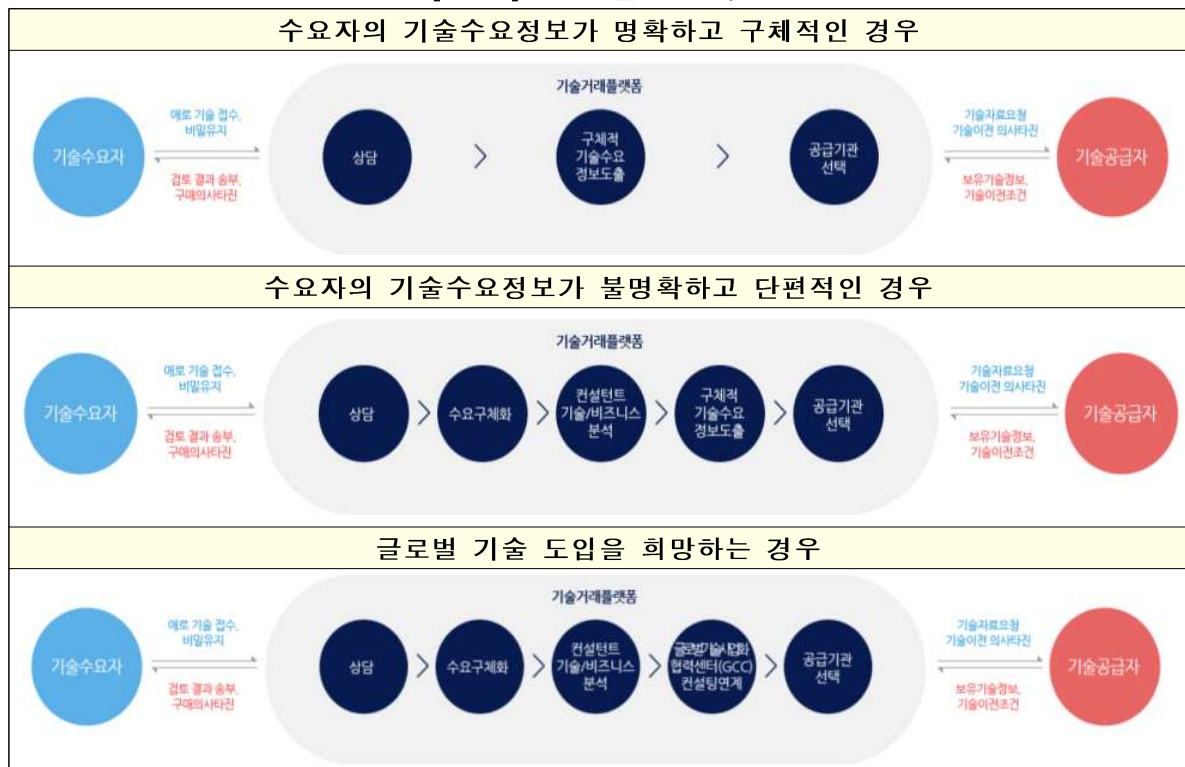 수요자의 기술수요정보가 명확하고 구체적인 경우
기술거래플랫폼
기술수요자
애로 기술 접수,
비밀유지
검토 결과 송부,
구매의사타진
상담
>
구체적
기술수요
정보도출
>
공급기관
선택
기술자료요청
기술이전 의사타진
보유기술정보,
기술이전조건
기술공급자
수요자의 기술수요정보가 불명확하고 단편적인 경우
기술거래플랫폼
기술수요자
애로 기술 접수,
비밀유지
검토 결과 송부,
구매의사타진
상담
>
수요구체화
>
컨설턴트
기술/비즈니스
분석
>
구체적
기술수요
정보도출
>
공급기관
선택
기술자료요청
기술이전 의사타진
보유기술정보,
기술이전조건
기술공급자
글로벌 기술 도입을 희망하는 경우
기술거래플랫폼
기술수요자
애로 기술 접수,
비밀유지
검토 결과 송부,
구매의사타진
상담
>
수요구체화
>
컨설턴트
기술/비즈니스
분석
>
글로벌기술사업화
협력센터(GCC)
컨설팅연계
>
공급기관
선택
기술자료요청
기술이전 의사타진
보유기술정보,
기술이전조건
기술공급자